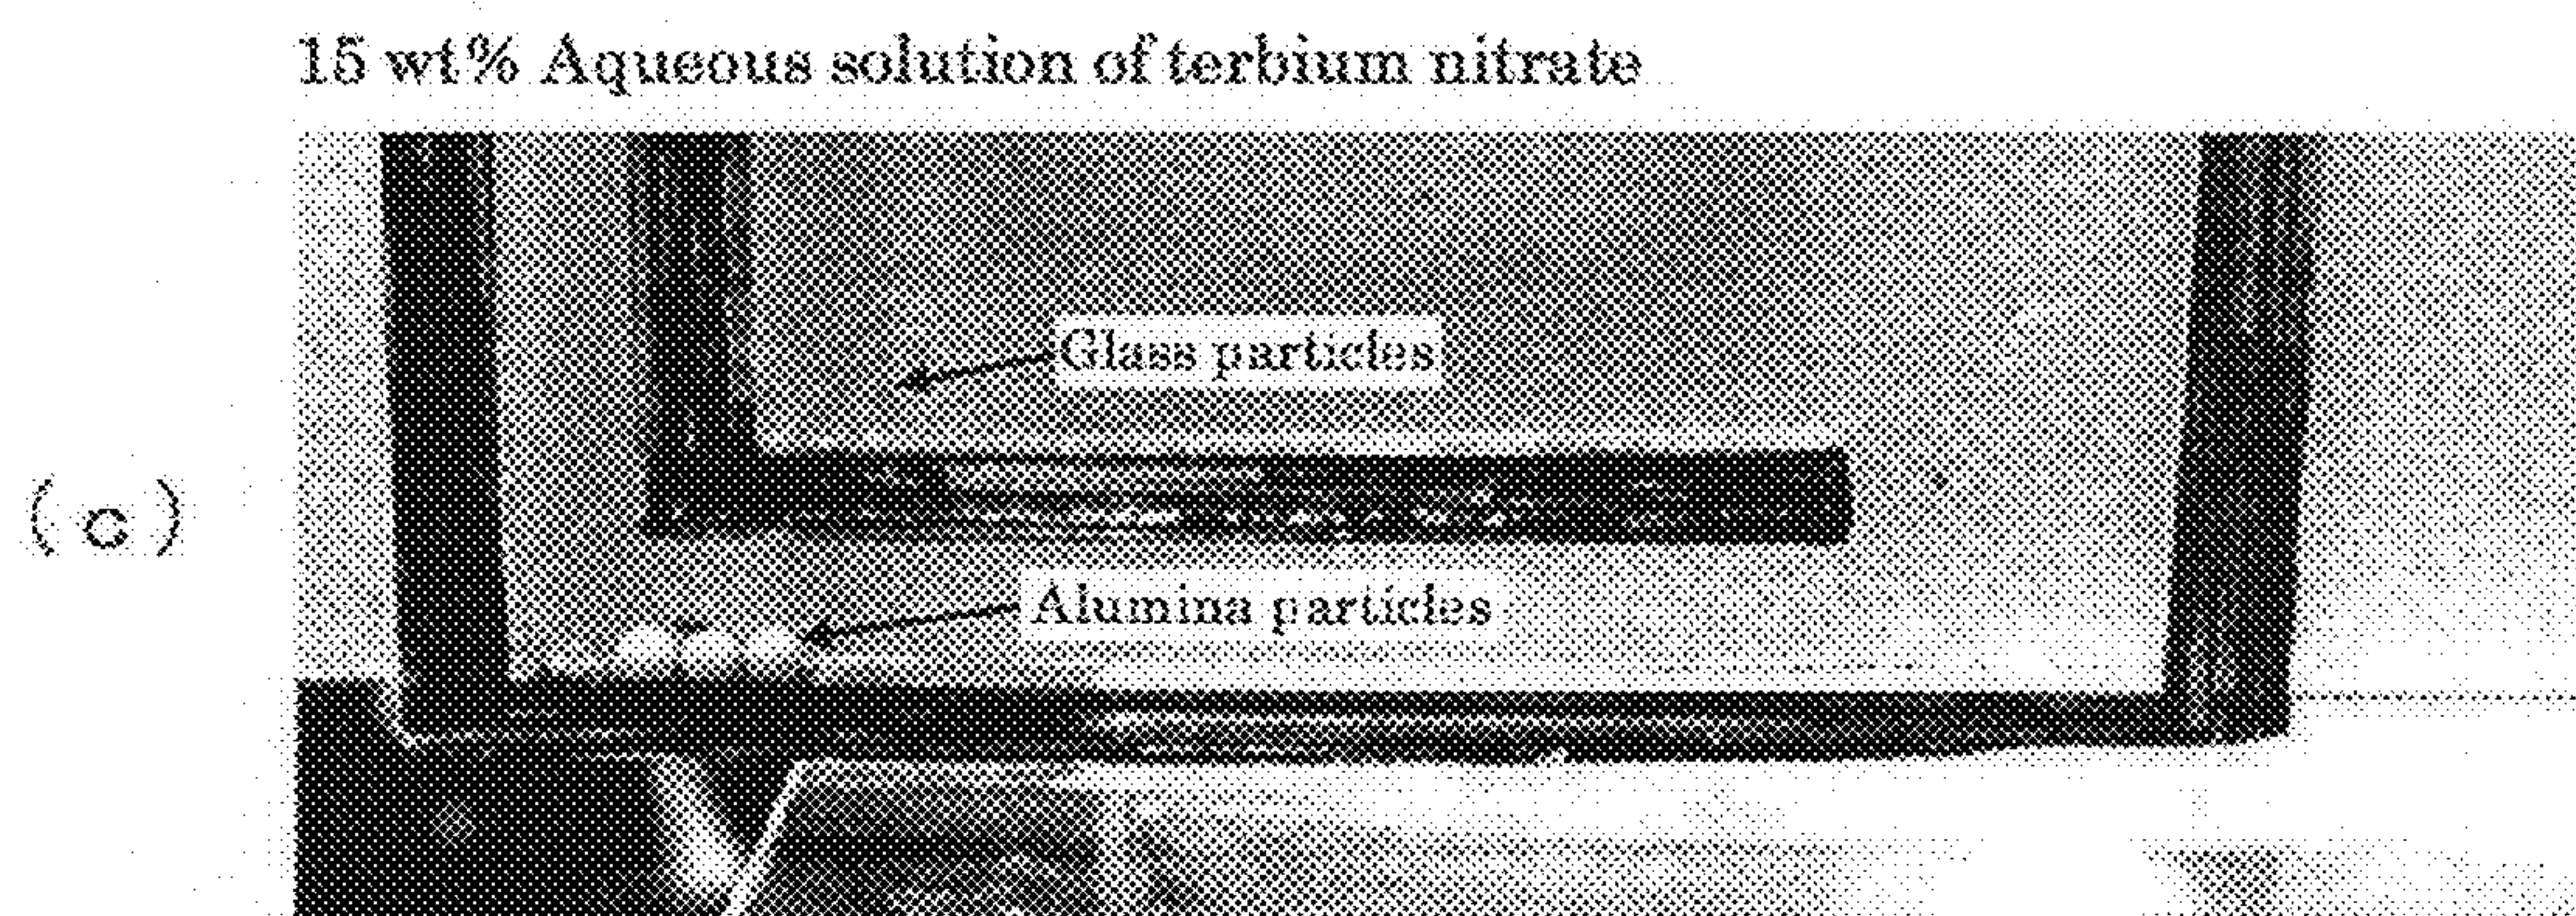 15 wt% Aqueous solution of terbium nitrate
Glass particles
(c)
Alumina particles